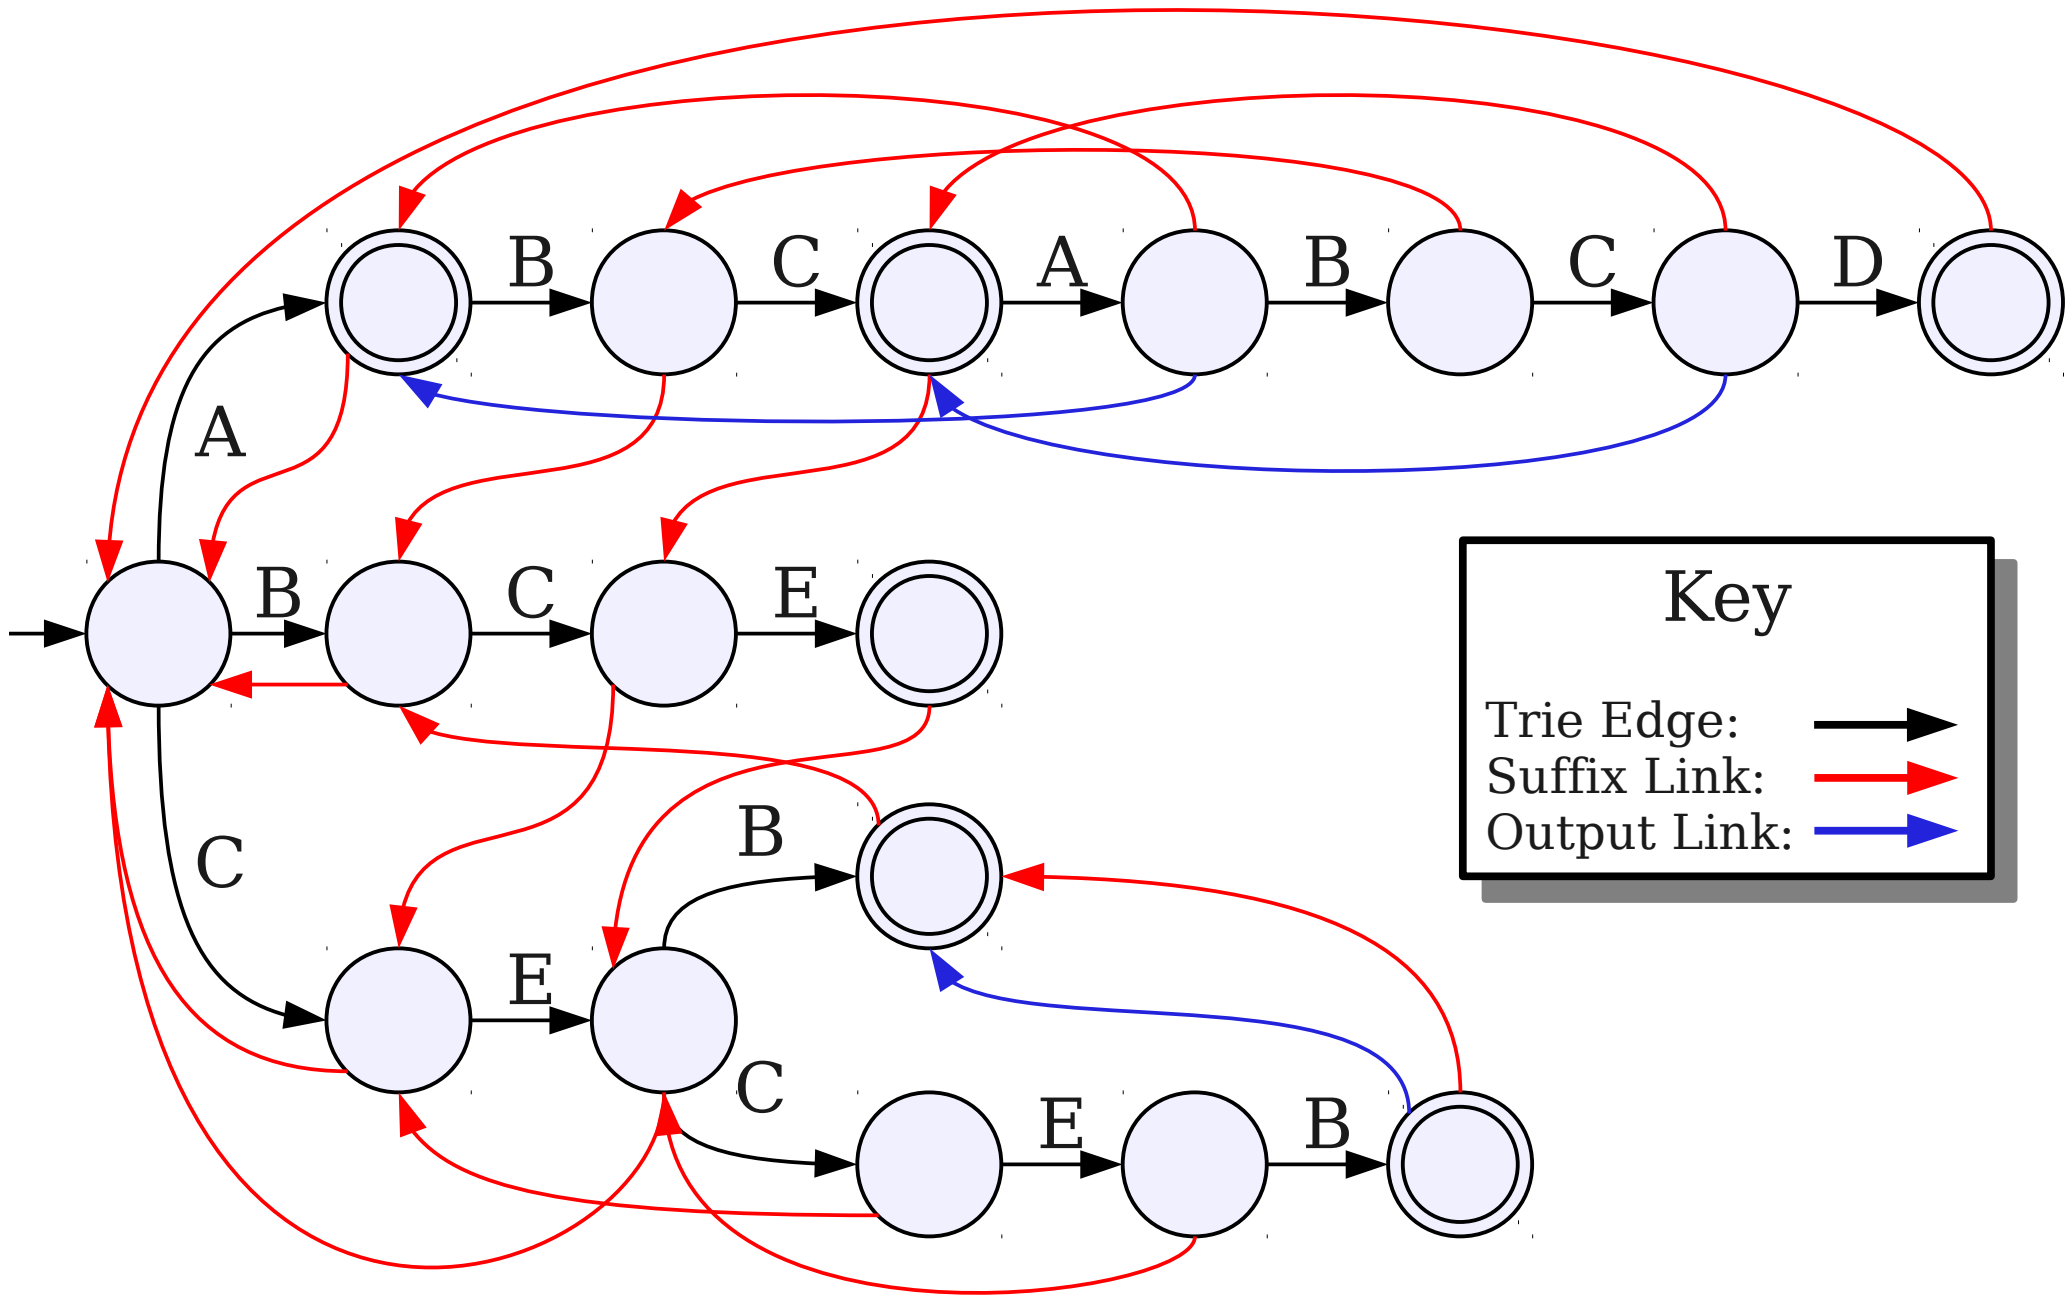 B C A B C D
A
B C E
Key
Trie Edge:
Suffix Link:
Output Link:
B
C
E
C
E B